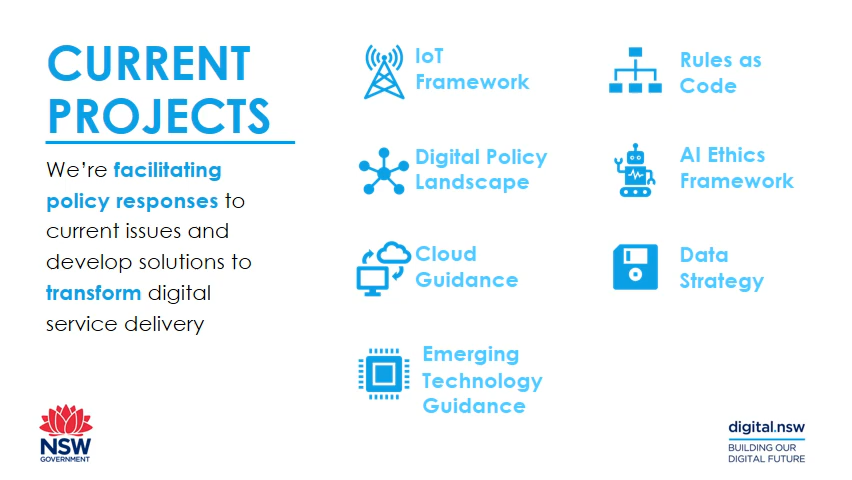 CURRENT
PROJECTS
We’re facilitating
policy responses to
current issues and
develop solutions to
transform digital
service delivery
IoT
Framework
Digital Policy
Landscape
Cloud
Guidance
Emerging
Technology
Guidance
Rules as
Code
AI Ethics
Framework
Data
Strategy
NSW
GOVERNMENT
digital.nsw
BUILDING OUR
DIGITAL FUTURE